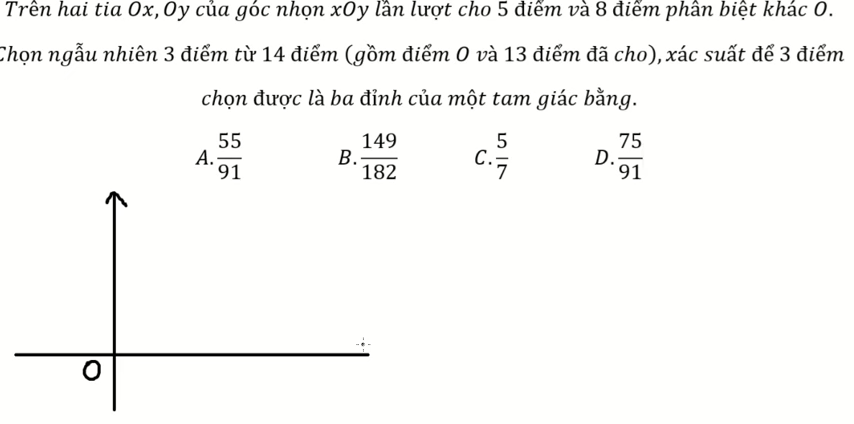 Trên hai tia Ox, Oy của góc nhọn xOy lần lượt cho 5 điểm và 8 điểm phân biệt khác O.
Chọn ngẫu nhiên 3 điểm từ 14 điểm (gồm điểm O và 13 điểm đã cho), xác suất để 3 điểm
chọn được là ba đỉnh của một tam giác bằng.
A. 55/91 B. 149/182 C. 5/7 D. 75/91
O